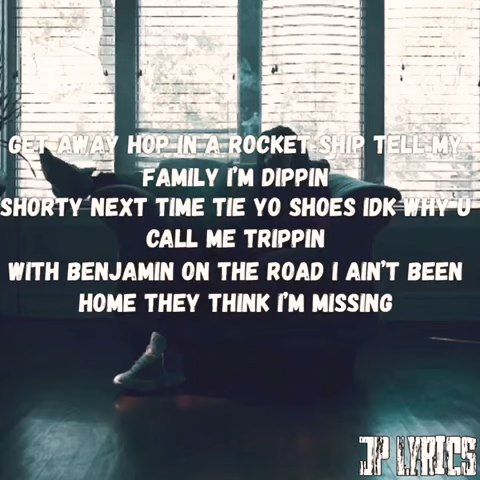 GET AWAY HOP IN A ROCKET SHIP TELL MY
FAMILY I'M DIPPIN
SHORTY NEXT TIME TIE YO SHOES IDK WHY U
CALL ME TRIPPIN
WITH BENJAMIN ON THE ROAD I AIN'T BEEN
HOME THEY THINK I'M MISSING
JP LYRICS